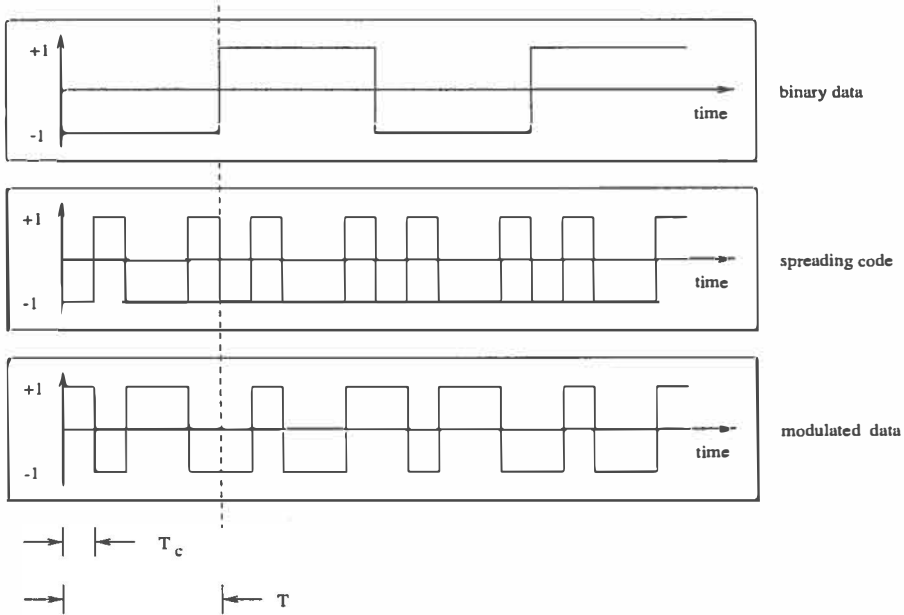 +1
-1
time
binary data
+1
-1
time
spreading code
+1
-1
time
modulated data
T c
T